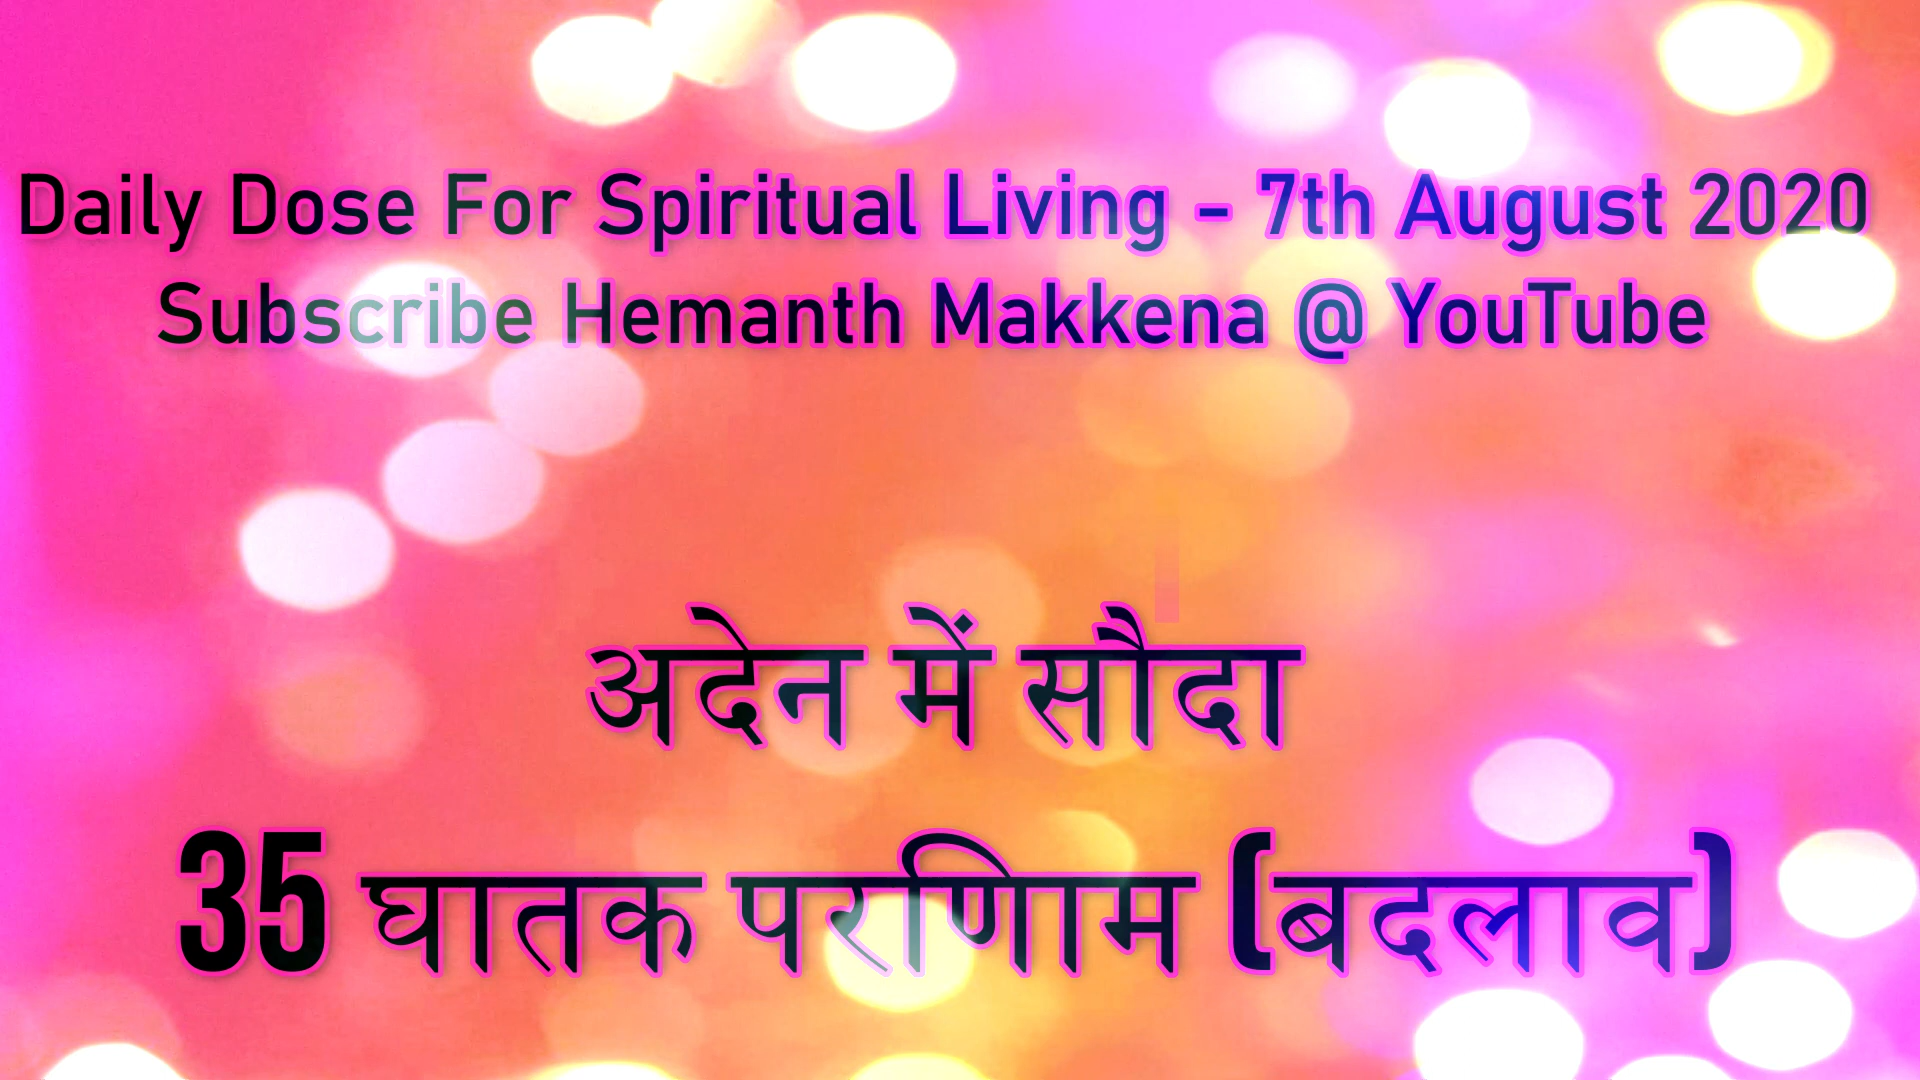 Daily Dose For Spiritual Living - 7th August 2020
Subscribe Hemanth Makkena @ YouTube
अदेन में सौदा
35 घातक परणिाम (बदलाव)